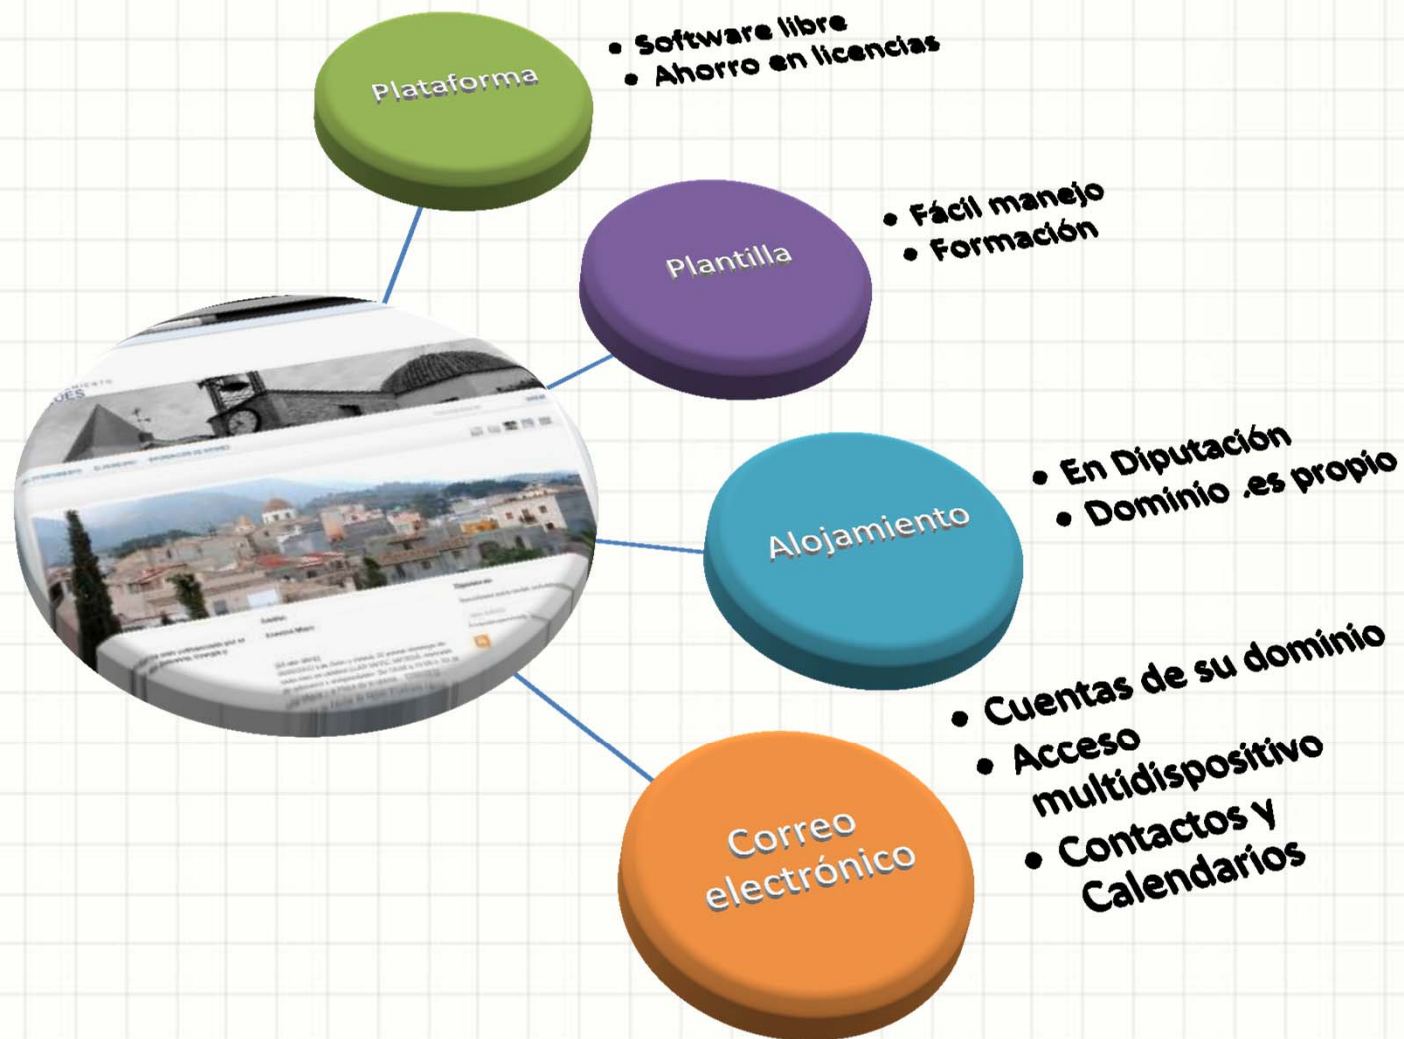 Plataforma
• Software libre
• Ahorro en licencias
Plantilla
• Fácil manejo
• Formación
Alojamiento
• En Diputación
• Dominio .es propio
Correo
electrónico
• Cuentas de su dominio
• Acceso
multidispositivo
• Contactos y
Calendarios